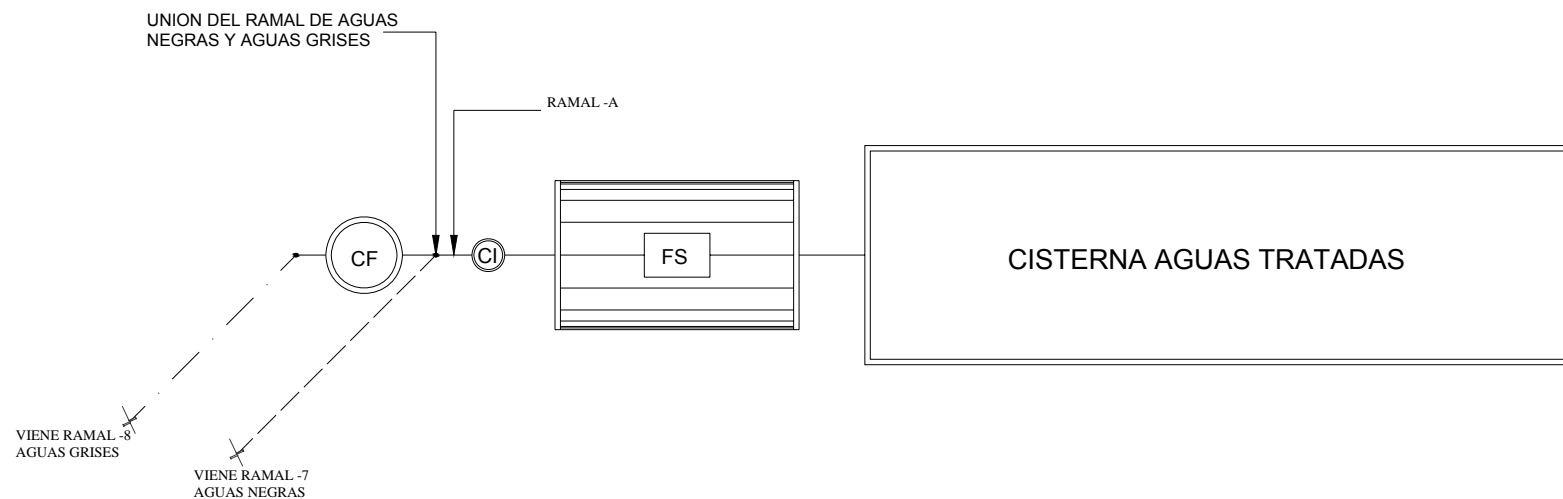 UNION DEL RAMAL DE AGUAS
NEGRAS Y AGUAS GRISES
RAMAL -A
CF
CI
FS
CISTERNA AGUAS TRATADAS
VIENE RAMAL -8
AGUAS GRISES
VIENE RAMAL -7
AGUAS NEGRAS